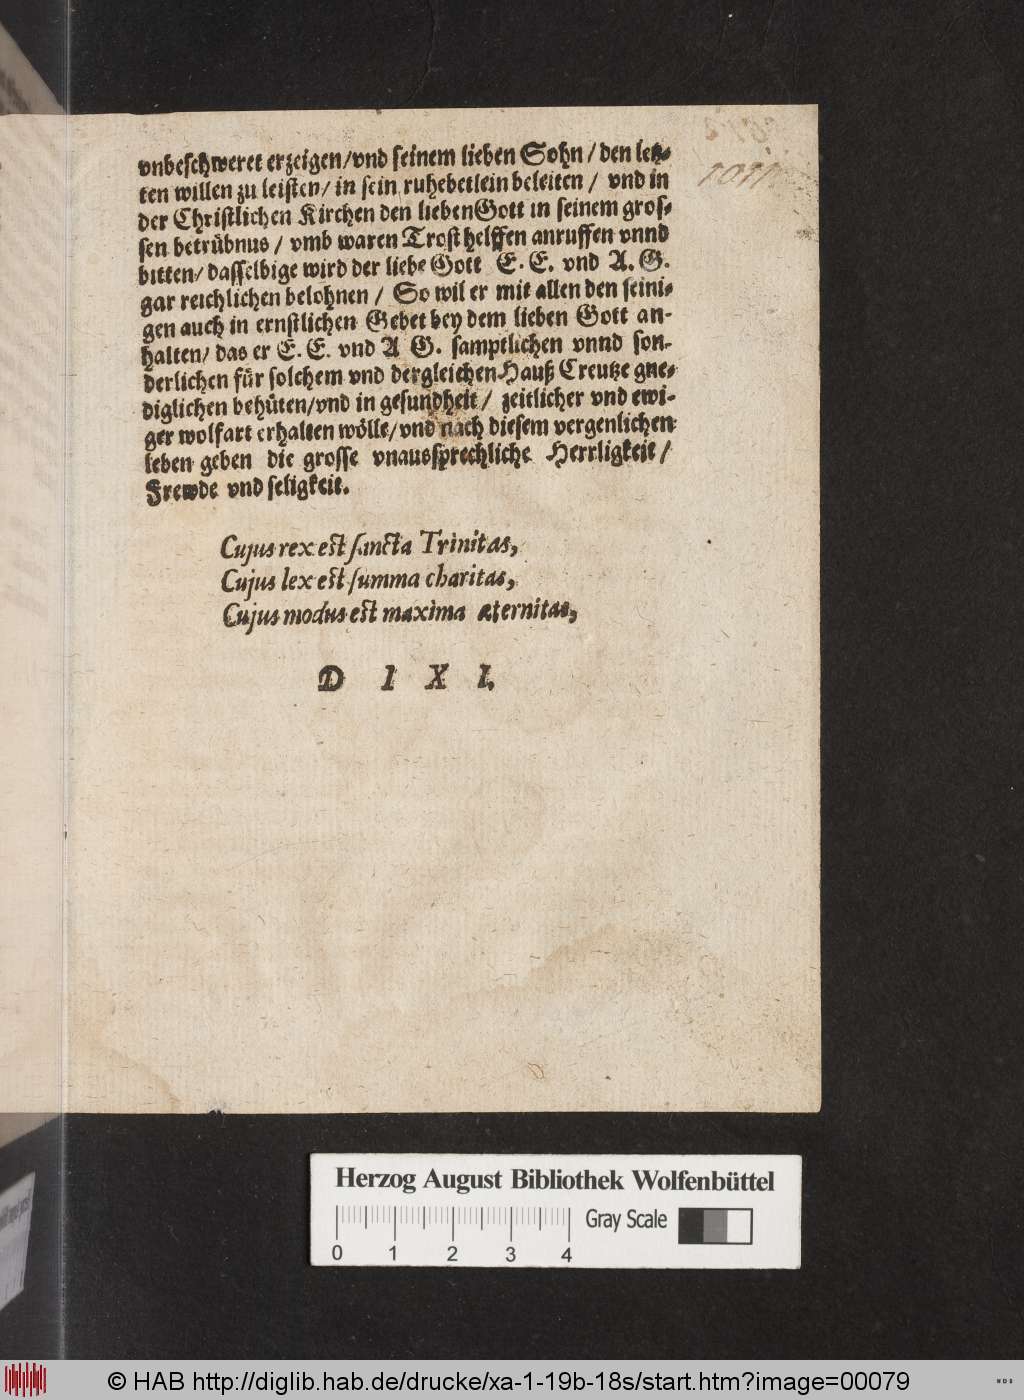 vnbeschweret erzeigen/vnd seinem lieben Sohn / den letz-
ten willen zu leisten/ in sein ruhebetlein beleiten / vnd in
der Christlichen Kirchen den lieben Gott in seinem gros-
sen betrübnus / vmb waren Trost helffen anruffen vnnd
bitten/ dasselbige wird der liebe Gott E. E. vnd A. G.
gar reichlichen belohnen / So wil er mit allen den seini-
gen auch in ernstlichen Gebet bey dem lieben Gott an-
halten/ das er E. E. vnd A G. samptlichen vnnd son-
derlichen für solchem vnd dergleichen Hauß Creutze gne-
diglichen behüten/vnd in gesundheit / zeitlicher vnd ewi-
ger wolfart erhalten wölle/vnd nach diesem vergenlichen
leben geben die grosse vnaussprechliche Herrligkeit /
Frewde vnd seligkeit.
Cujus rex est sancta Trinitas,
Cujus lex est summa charitas,
Cujus modus est maxima æternitas,
D I X I.
Herzog August Bibliothek Wolfenbüttel
Gray Scale
0 1 2 3 4
© HAB http://diglib.hab.de/drucke/xa-1-19b-18s/start.htm?image=00079